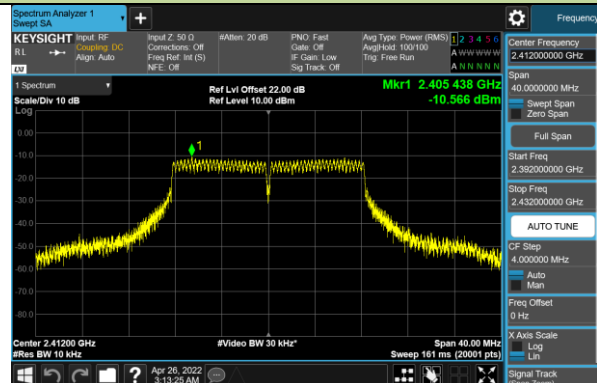 Spectrum Analyzer 1
Swept SA
+
Frequency
KEYSIGHT
RL
LXI
Input: RF
Coupling: DC
Align: Auto
Input Z: 50 Ω
Corrections: Off
Freq Ref: Int (S)
NFE: Off
#Atten: 20 dB
PNO: Fast
Gate: Off
IF Gain: Low
Sig Track: Off
Avg Type: Power (RMS)
Avg|Hold: 100/100
Trig: Free Run
1 2 3 4 5 6
A W W W W W
A N N N N N
1 Spectrum
Scale/Div 10 dB
Log
Ref Lvl Offset 22.00 dB
Ref Level 10.00 dBm
Mkr1 2.405 438 GHz
-10.566 dBm
1
0.00
-10.0
-20.0
-30.0
-40.0
-50.0
-60.0
-70.0
-80.0
Center 2.41200 GHz
#Res BW 10 kHz
#Video BW 30 kHz*
Span 40.00 MHz
Sweep 161 ms (20001 pts)
Center Frequency
2.412000000 GHz
Span
40.0000000 MHz
Swept Span
Zero Span
Full Span
Start Freq
2.392000000 GHz
Stop Freq
2.432000000 GHz
AUTO TUNE
CF Step
4.000000 MHz
Auto
Man
Freq Offset
0 Hz
X Axis Scale
Log
Lin
Signal Track
?
Apr 26, 2022
3:13:25 AM